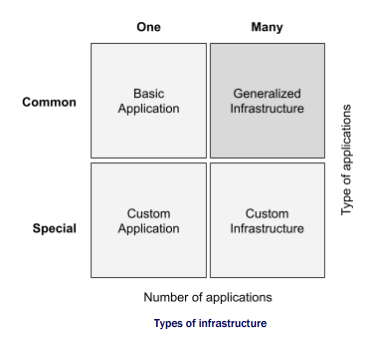 One Many
Common
Basic
Application
Generalized
Infrastructure
Type of applications
Special
Custom
Application
Custom
Infrastructure
Number of applications
Types of infrastructure